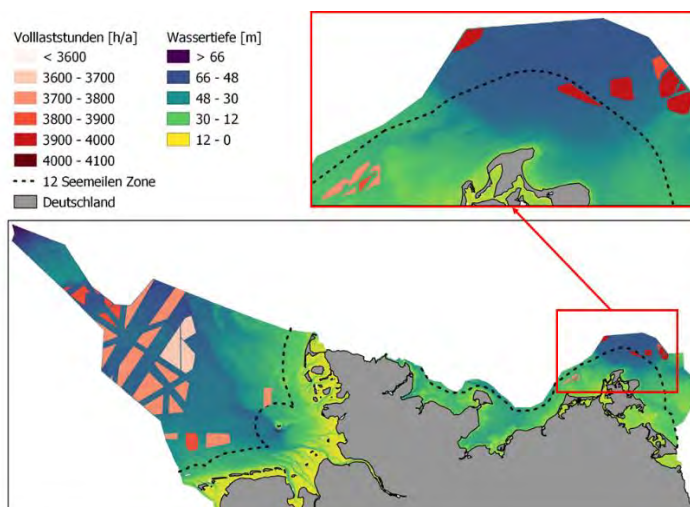 Volllaststunden [h/a]
< 3600
3600 - 3700
3700 - 3800
3800 - 3900
3900 - 4000
4000 - 4100
12 Seemeilen Zone
Deutschland
Wassertiefe [m]
> 66
66 - 48
48 - 30
30 - 12
12 - 0